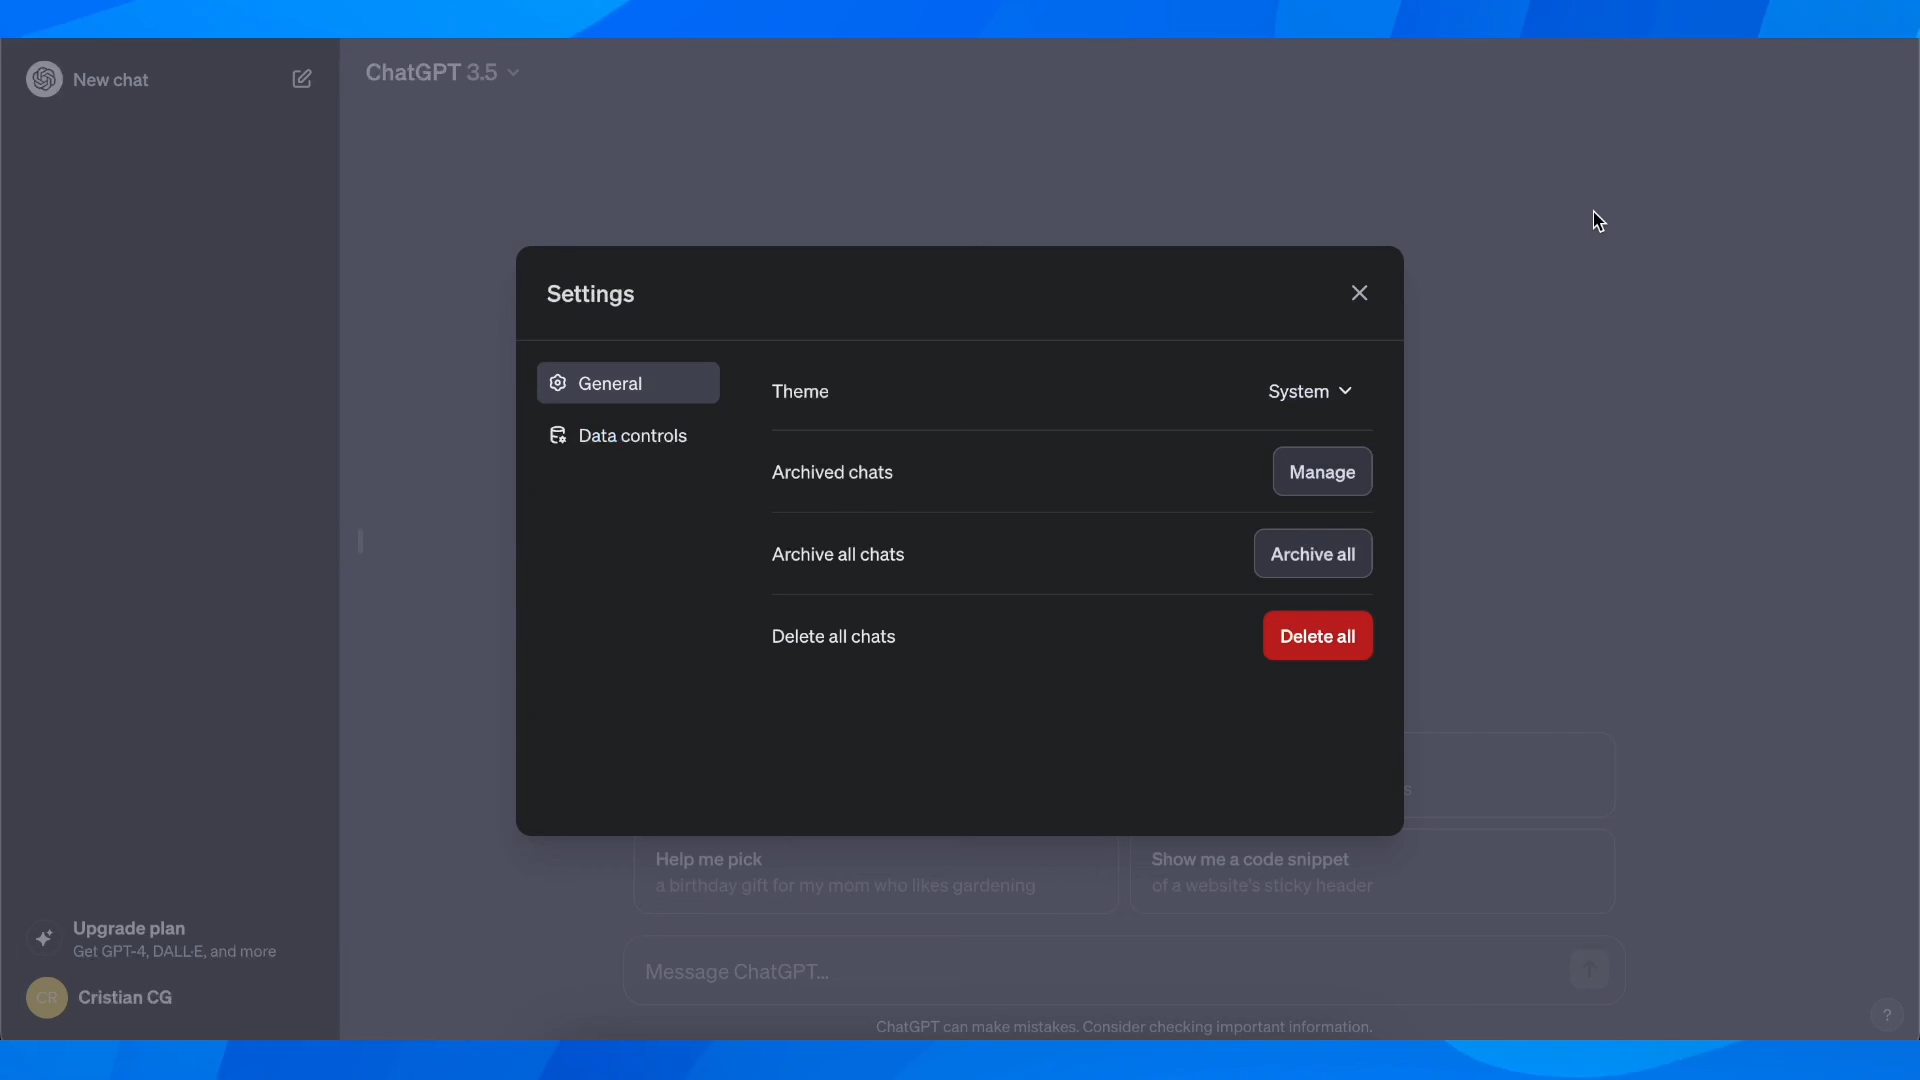 New chat
ChatGPT 3.5
Settings
General
Data controls
Theme
System
Archived chats
Manage
Archive all chats
Archive all
Delete all chats
Delete all
s
Help me pick
a birthday gift for my mom who likes gardening
Show me a code snippet
of a website's sticky header
Upgrade plan
Get GPT-4, DALL·E, and more
CR
Cristian CG
Message ChatGPT...
ChatGPT can make mistakes. Consider checking important information.
?